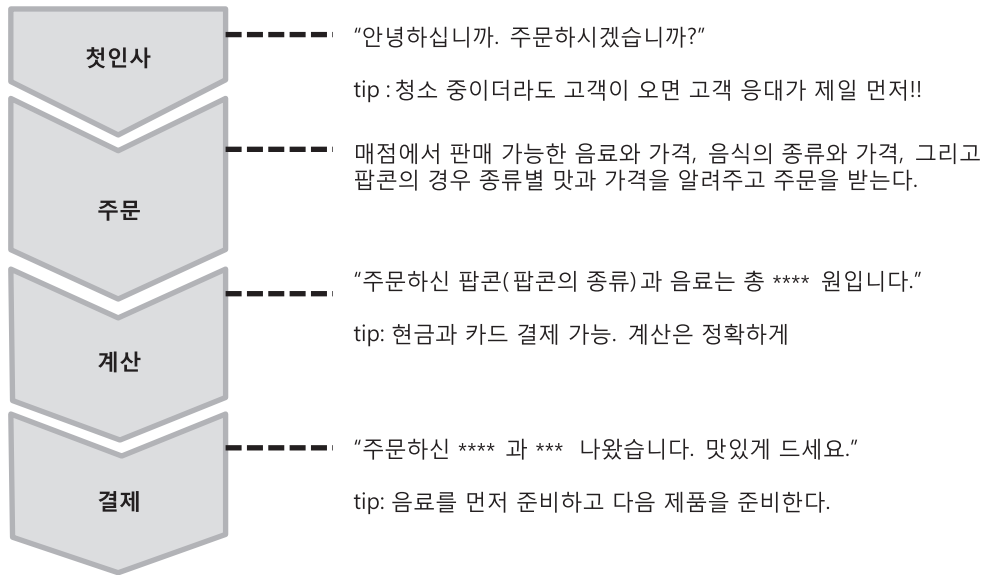 첫인사
“안녕하십니까. 주문하시겠습니까?”
tip : 청소 중이더라도 고객이 오면 고객 응대가 제일 먼저!!
주문
매점에서 판매 가능한 음료와 가격, 음식의 종류와 가격, 그리고
팝콘의 경우 종류별 맛과 가격을 알려주고 주문을 받는다.
계산
“주문하신 팝콘(팝콘의 종류)과 음료는 총 **** 원입니다.”
tip: 현금과 카드 결제 가능. 계산은 정확하게
결제
“주문하신 **** 과 *** 나왔습니다. 맛있게 드세요.”
tip: 음료를 먼저 준비하고 다음 제품을 준비한다.